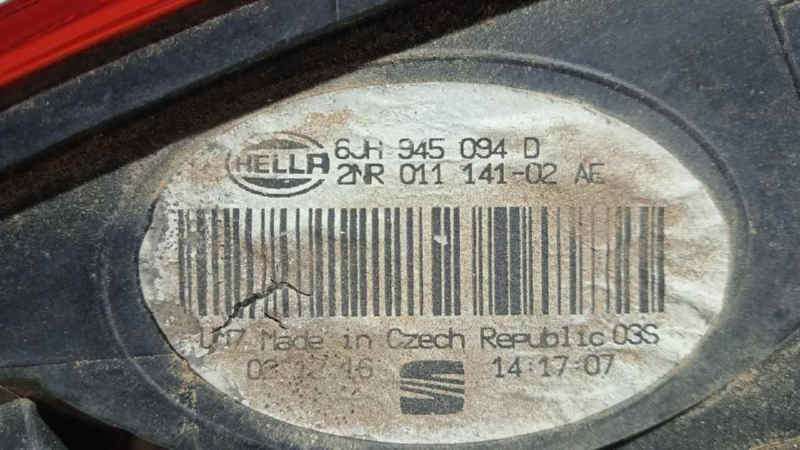 HELLA
6JH 945 094 D
2NR 011 141-02 AE
Made in Czech Republic 03S
14:17-07